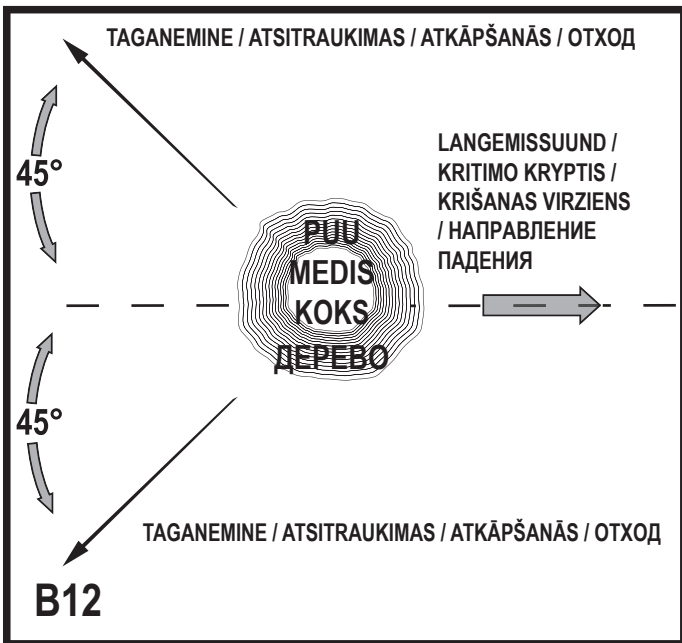 TAGANEMINE / ATSITRAUKIMAS / ATKĀPŠANĀS / ОТХОД
45°
LANGEMISSUUND /
KRITIMO KRYPTIS /
KRIŠANAS VIRZIENS
/ НАПРАВЛЕНИЕ
ПАДЕНИЯ
PUU
MEDIS
KOKS
ДЕРЕВО
45°
TAGANEMINE / ATSITRAUKIMAS / ATKĀPŠANĀS / ОТХОД
B12